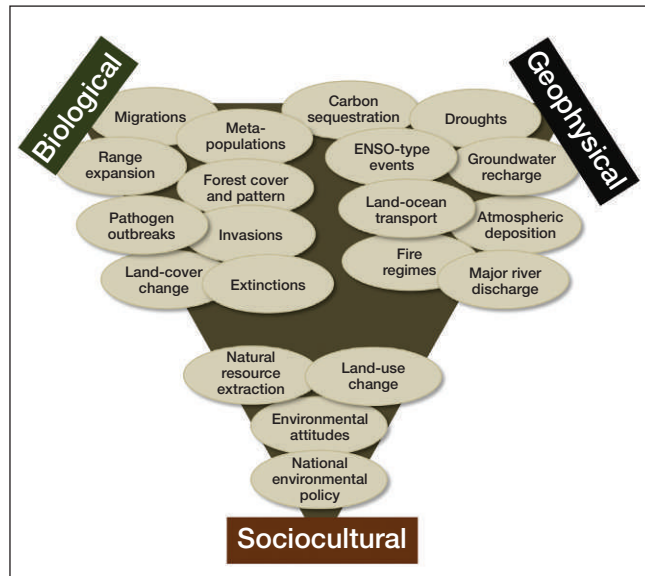 Biological
Geophysical
Migrations
Meta-
populations
Carbon
sequestration
Droughts
Range
expansion
Forest cover
and pattern
ENSO-type
events
Groundwater
recharge
Pathogen
outbreaks
Invasions
Land-ocean
transport
Atmospheric
deposition
Land-cover
change
Extinctions
Fire
regimes
Major river
discharge
Natural
resource
extraction
Land-use
change
Environmental
attitudes
National
environmental
policy
Sociocultural